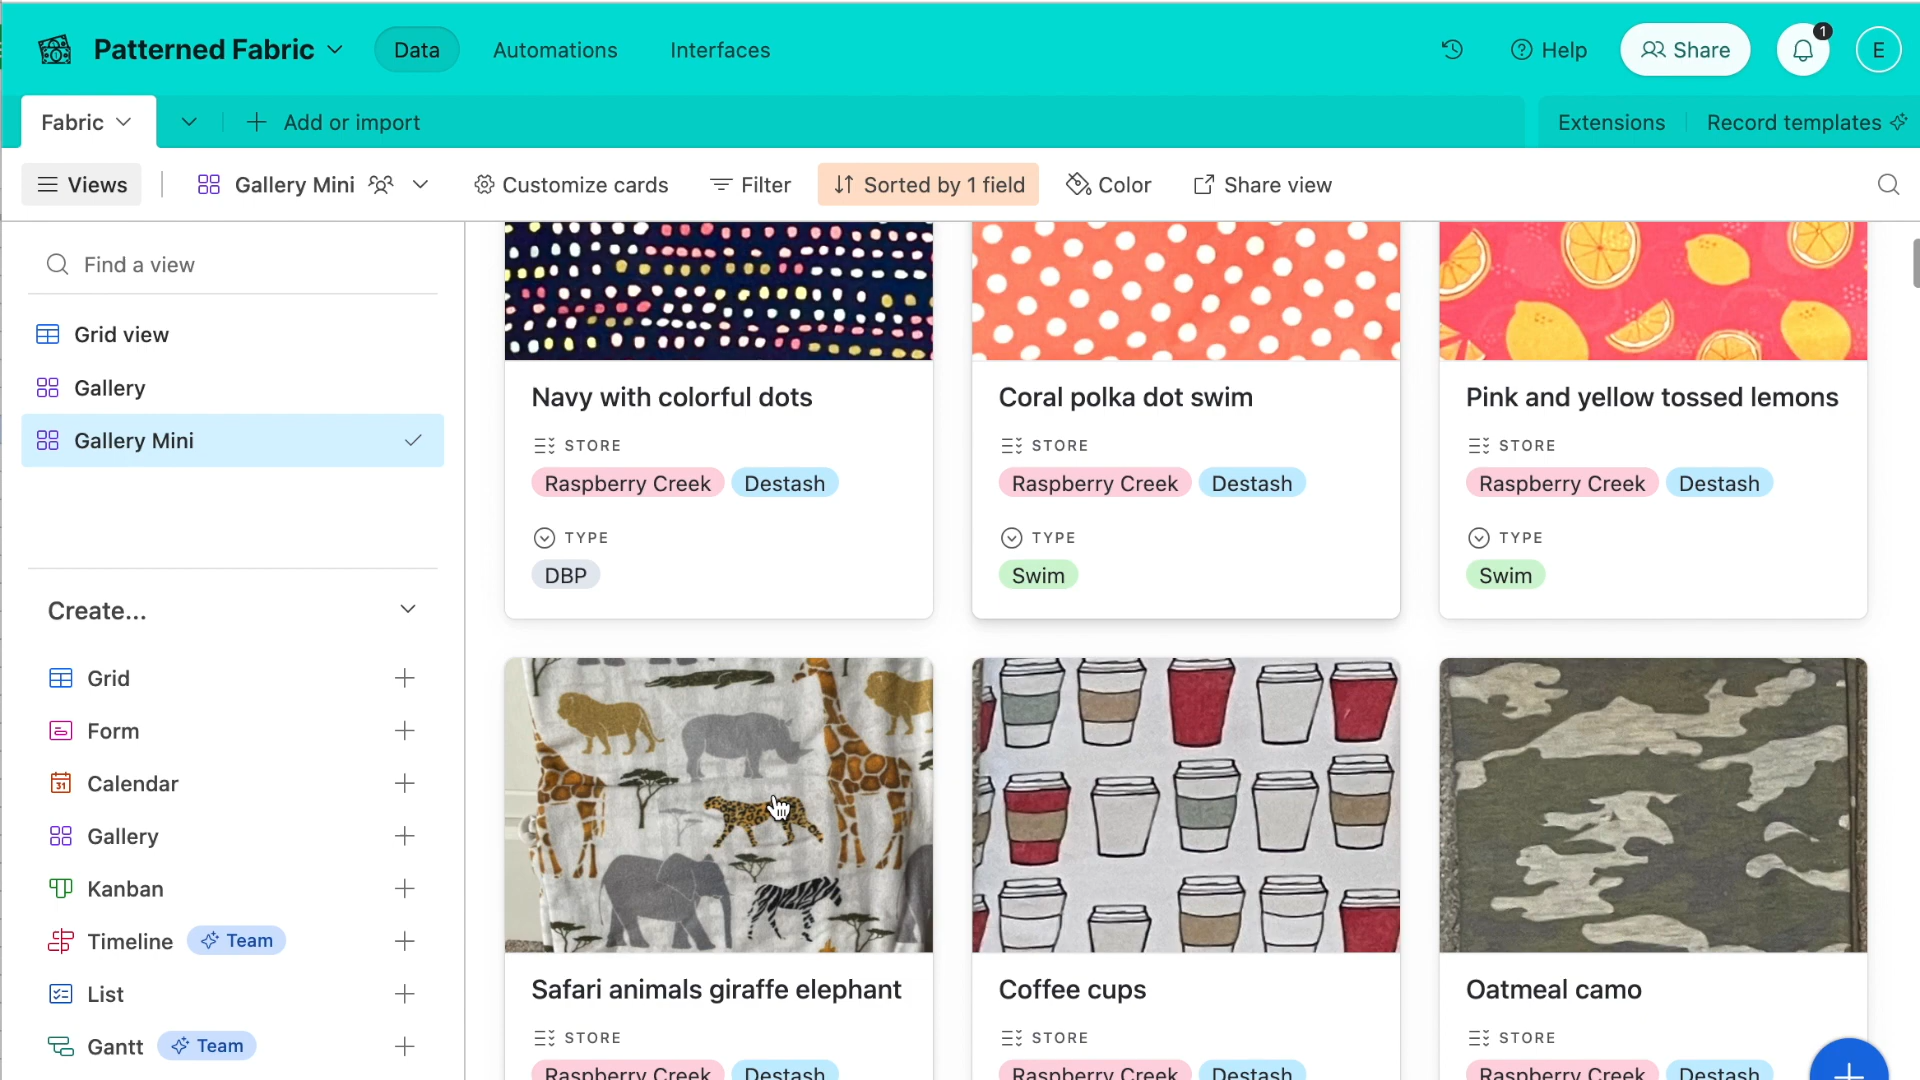 Patterned Fabric
Data
Automations
Interfaces
Help
Share
1
E
Fabric
Add or import
Extensions
Record templates
Views
Gallery Mini
Customize cards
Filter
Sorted by 1 field
Color
Share view
Find a view
Grid view
Gallery
Gallery Mini
Create...
Grid
Form
31
Calendar
Gallery
Kanban
Timeline Team
List
Gantt Team
Navy with colorful dots
STORE
Raspberry Creek Destash
TYPE
DBP
Coral polka dot swim
STORE
Raspberry Creek Destash
TYPE
Swim
Pink and yellow tossed lemons
STORE
Raspberry Creek Destash
TYPE
Swim
Safari animals giraffe elephant
STORE
Raspberry Creek Destash
Coffee cups
STORE
Raspberry Creek Destash
Oatmeal camo
STORE
Raspberry Creek Destash